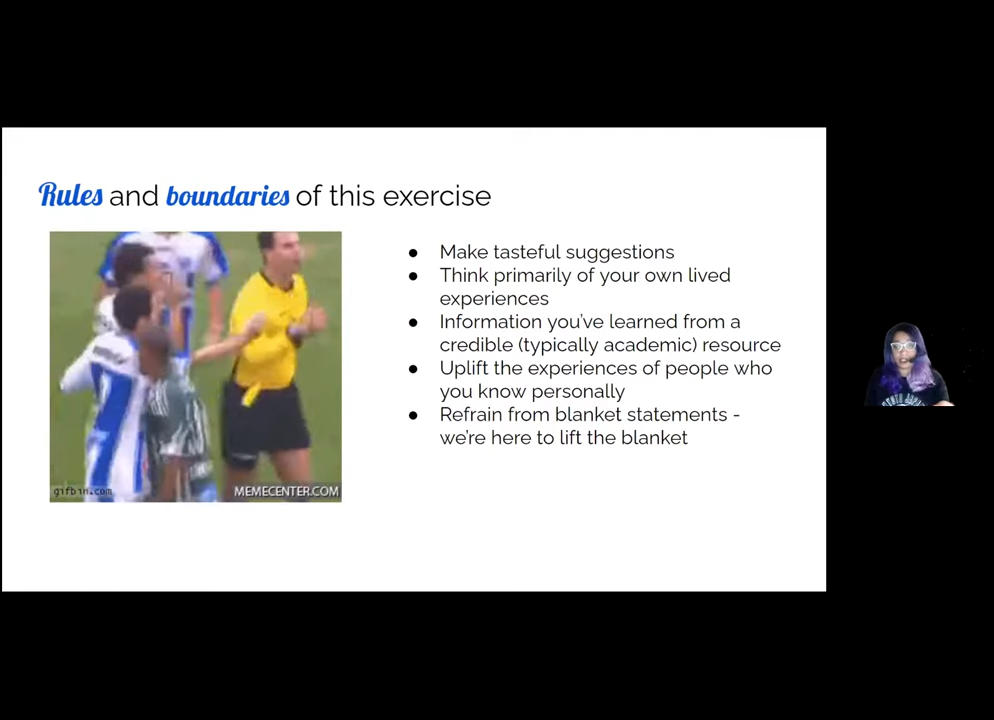 Rules and boundaries of this exercise
● Make tasteful suggestions
● Think primarily of your own lived
experiences
● Information you've learned from a
credible (typically academic) resource
● Uplift the experiences of people who
you know personally
● Refrain from blanket statements -
we're here to lift the blanket
gifbin.com
MEMECENTER.COM